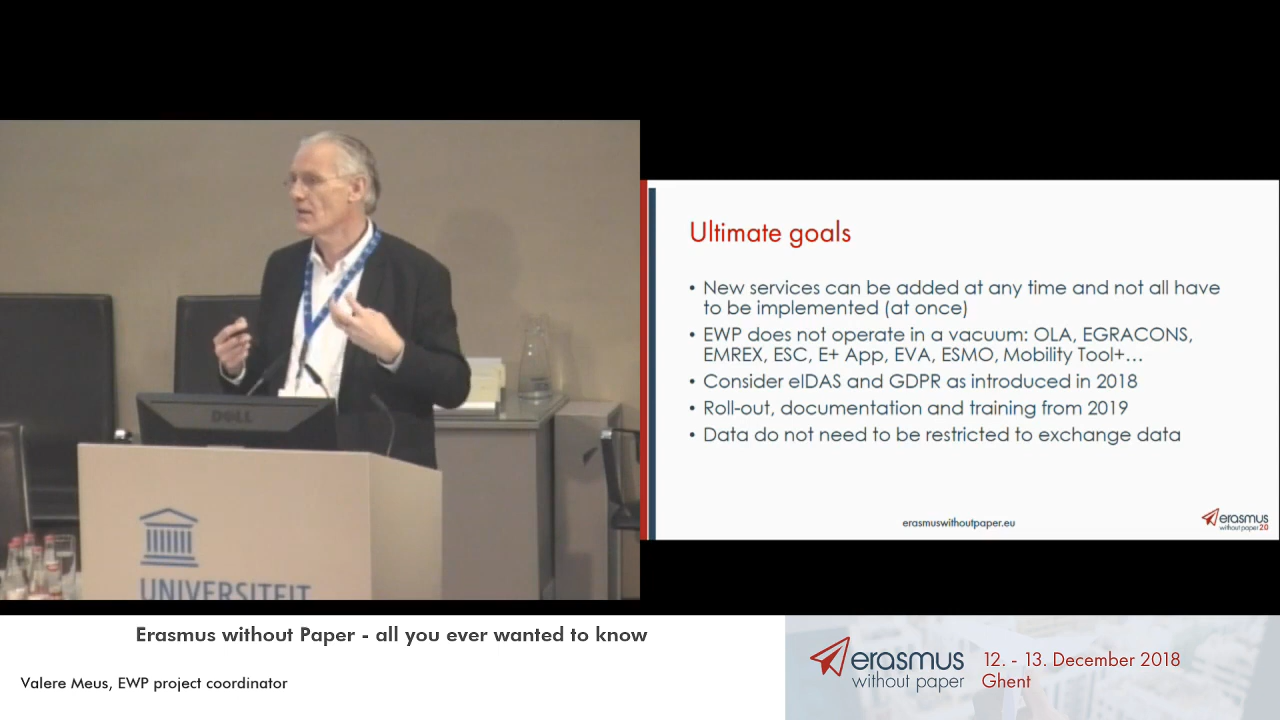 DELL
UNIVERSITEIT
Ultimate goals
• New services can be added at any time and not all have
to be implemented (at once)
• EWP does not operate in a vacuum: OLA, EGRACONS,
EMREX, ESC, E+ App, EVA, ESMO, Mobility Tool+...
• Consider eIDAS and GDPR as introduced in 2018
• Roll-out, documentation and training from 2019
• Data do not need to be restricted to exchange data
erasmuswithoutpaper.eu
erasmus
without paper 2.0
Erasmus without Paper - all you ever wanted to know
Valere Meus, EWP project coordinator
erasmus
without paper
12. - 13. December 2018
Ghent